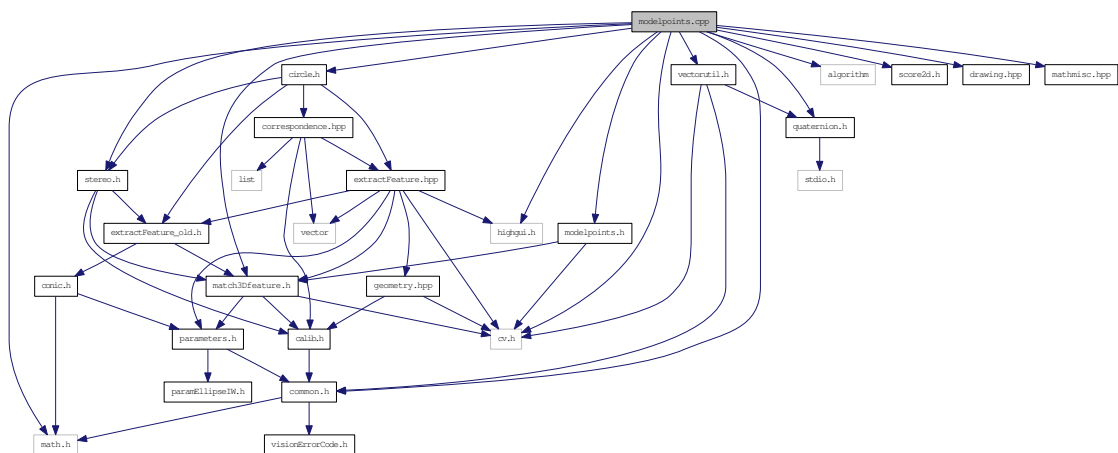 modelpoints.cpp
circle.h
vectorutil.h
algorithm
score2d.h
drawing.hpp
mathmisc.hpp
correspondence.hpp
quaternion.h
stereo.h
list
extractFeature.hpp
stdio.h
extractFeature_old.h
vector
highgui.h
modelpoints.h
conic.h
match3Dfeature.h
geometry.hpp
parameters.h
calib.h
cv.h
paramEllipseIW.h
common.h
math.h
visionErrorCode.h